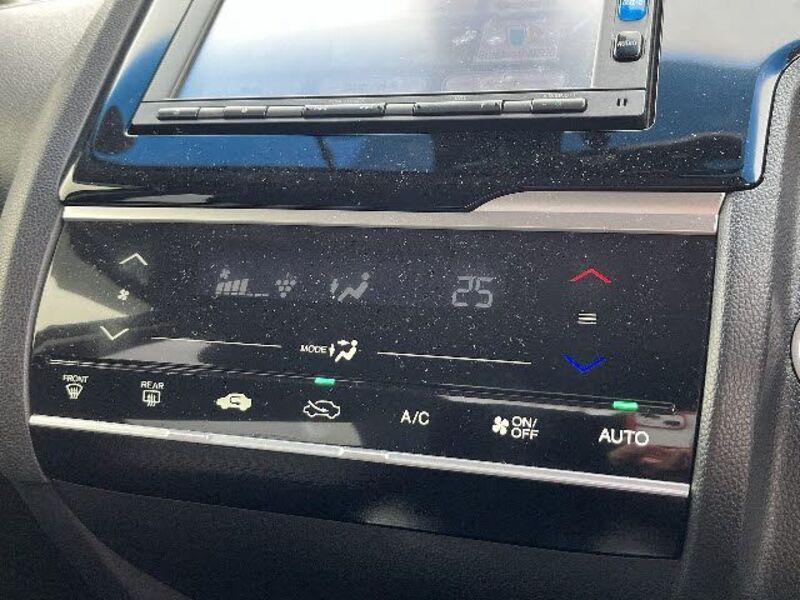 25
MODE
FRONT
REAR
A/C
ON/
OFF
AUTO